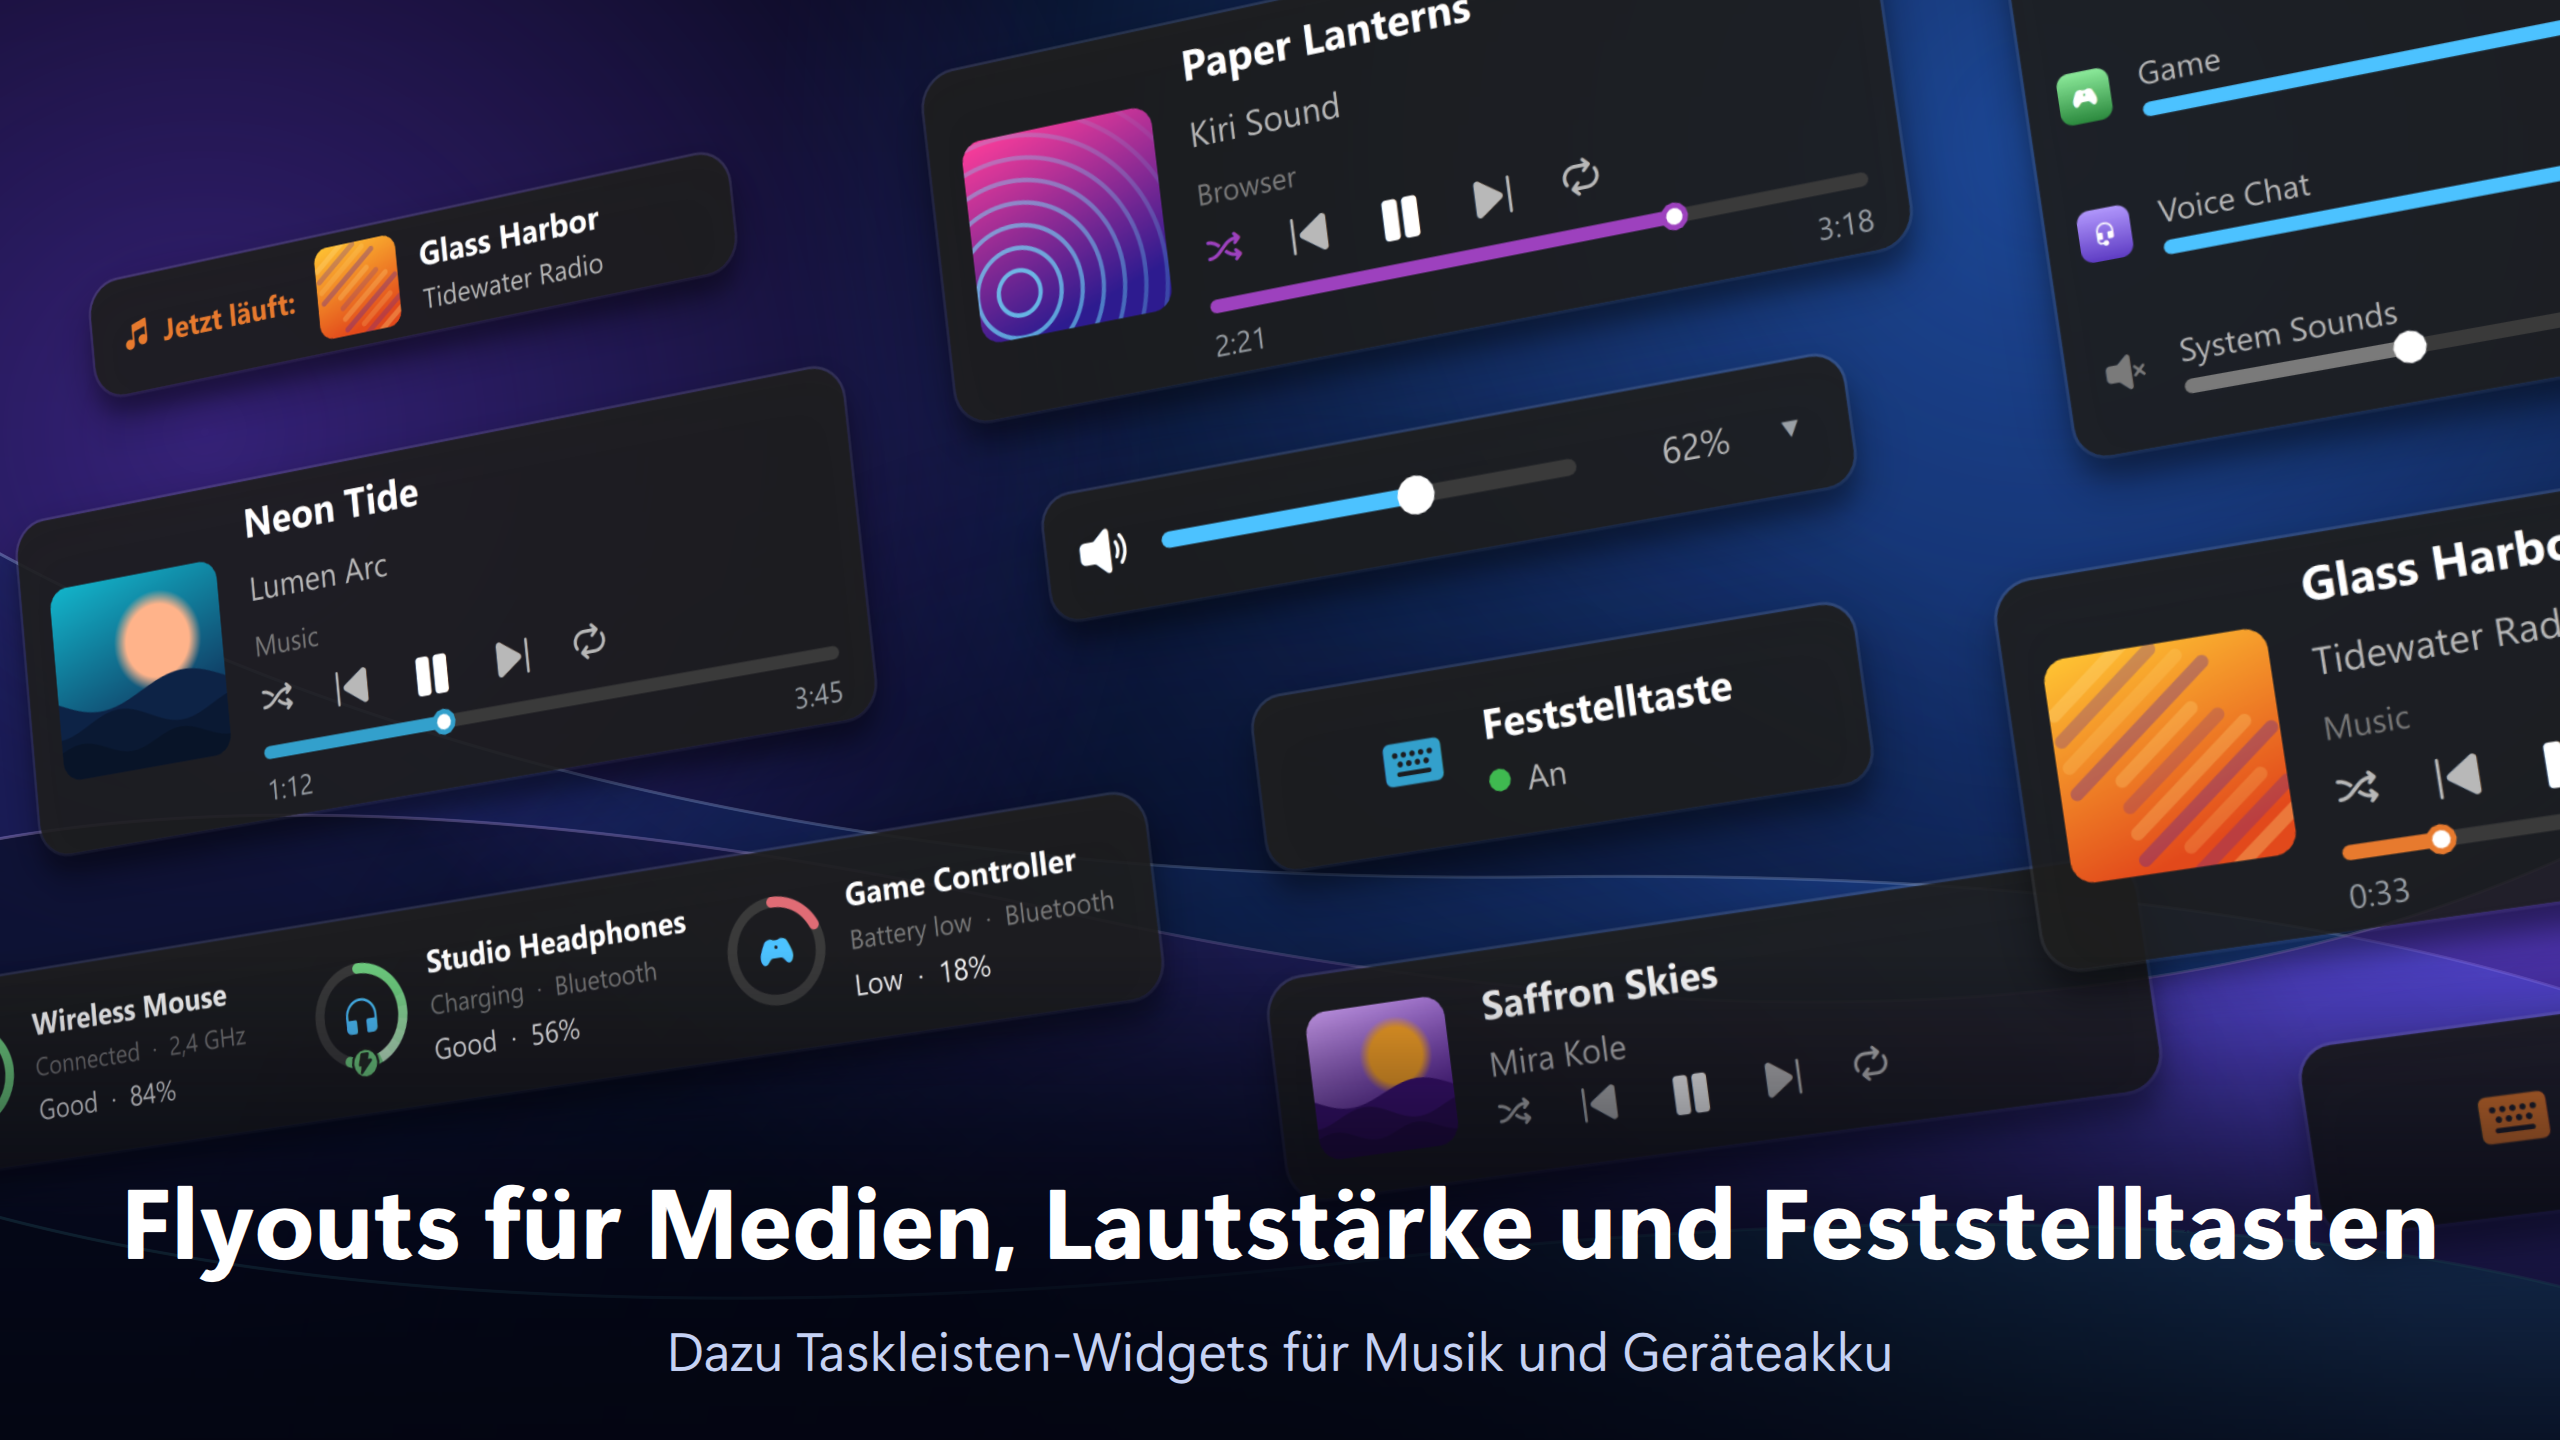 Jetzt läuft:
Glass Harbor
Tidewater Radio
Neon Tide
Lumen Arc
Music
1:12
3:45
Wireless Mouse
Connected · 2,4 GHz
Good · 84%
Studio Headphones
Charging · Bluetooth
Good · 56%
Game Controller
Battery low · Bluetooth
Low · 18%
Paper Lanterns
Kiri Sound
Browser
2:21
3:18
62%
Feststelltaste
An
Saffron Skies
Mira Kole
Game
Voice Chat
System Sounds
Glass
Tidewater
Music
0:33
Flyouts für Medien, Lautstärke und Feststelltasten
Dazu Taskleisten-Widgets für Musik und Geräteakku